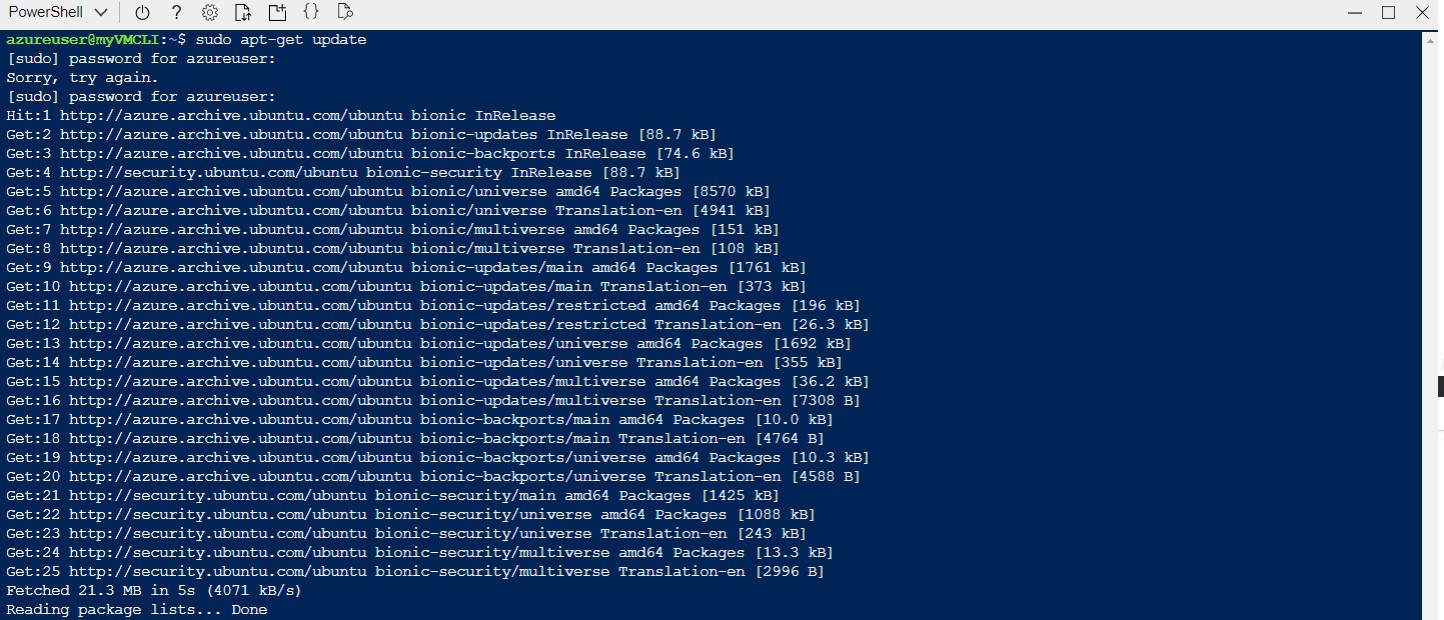 PowerShell
azureuser@myVMCLI:~$ sudo apt-get update
[sudo] password for azureuser:
Sorry, try again.
[sudo] password for azureuser:
Hit:1 http://azure.archive.ubuntu.com/ubuntu bionic InRelease
Get:2 http://azure.archive.ubuntu.com/ubuntu bionic-updates InRelease [88.7 kB]
Get:3 http://azure.archive.ubuntu.com/ubuntu bionic-backports InRelease [74.6 kB]
Get:4 http://security.ubuntu.com/ubuntu bionic-security InRelease [88.7 kB]
Get:5 http://azure.archive.ubuntu.com/ubuntu bionic/universe amd64 Packages [8570 kB]
Get:6 http://azure.archive.ubuntu.com/ubuntu bionic/universe Translation-en [4941 kB]
Get:7 http://azure.archive.ubuntu.com/ubuntu bionic/multiverse amd64 Packages [151 kB]
Get:8 http://azure.archive.ubuntu.com/ubuntu bionic/multiverse Translation-en [108 kB]
Get:9 http://azure.archive.ubuntu.com/ubuntu bionic-updates/main amd64 Packages [1761 kB]
Get:10 http://azure.archive.ubuntu.com/ubuntu bionic-updates/main Translation-en [373 kB]
Get:11 http://azure.archive.ubuntu.com/ubuntu bionic-updates/restricted amd64 Packages [196 kB]
Get:12 http://azure.archive.ubuntu.com/ubuntu bionic-updates/restricted Translation-en [26.3 kB]
Get:13 http://azure.archive.ubuntu.com/ubuntu bionic-updates/universe amd64 Packages [1692 kB]
Get:14 http://azure.archive.ubuntu.com/ubuntu bionic-updates/universe Translation-en [355 kB]
Get:15 http://azure.archive.ubuntu.com/ubuntu bionic-updates/multiverse amd64 Packages [36.2 kB]
Get:16 http://azure.archive.ubuntu.com/ubuntu bionic-updates/multiverse Translation-en [7308 B]
Get:17 http://azure.archive.ubuntu.com/ubuntu bionic-backports/main amd64 Packages [10.0 kB]
Get:18 http://azure.archive.ubuntu.com/ubuntu bionic-backports/main Translation-en [4764 B]
Get:19 http://azure.archive.ubuntu.com/ubuntu bionic-backports/universe amd64 Packages [10.3 kB]
Get:20 http://azure.archive.ubuntu.com/ubuntu bionic-backports/universe Translation-en [4588 B]
Get:21 http://security.ubuntu.com/ubuntu bionic-security/main amd64 Packages [1425 kB]
Get:22 http://security.ubuntu.com/ubuntu bionic-security/universe amd64 Packages [1088 kB]
Get:23 http://security.ubuntu.com/ubuntu bionic-security/universe Translation-en [243 kB]
Get:24 http://security.ubuntu.com/ubuntu bionic-security/multiverse amd64 Packages [13.3 kB]
Get:25 http://security.ubuntu.com/ubuntu bionic-security/multiverse Translation-en [2996 B]
Fetched 21.3 MB in 5s (4071 kB/s)
Reading package lists... Done